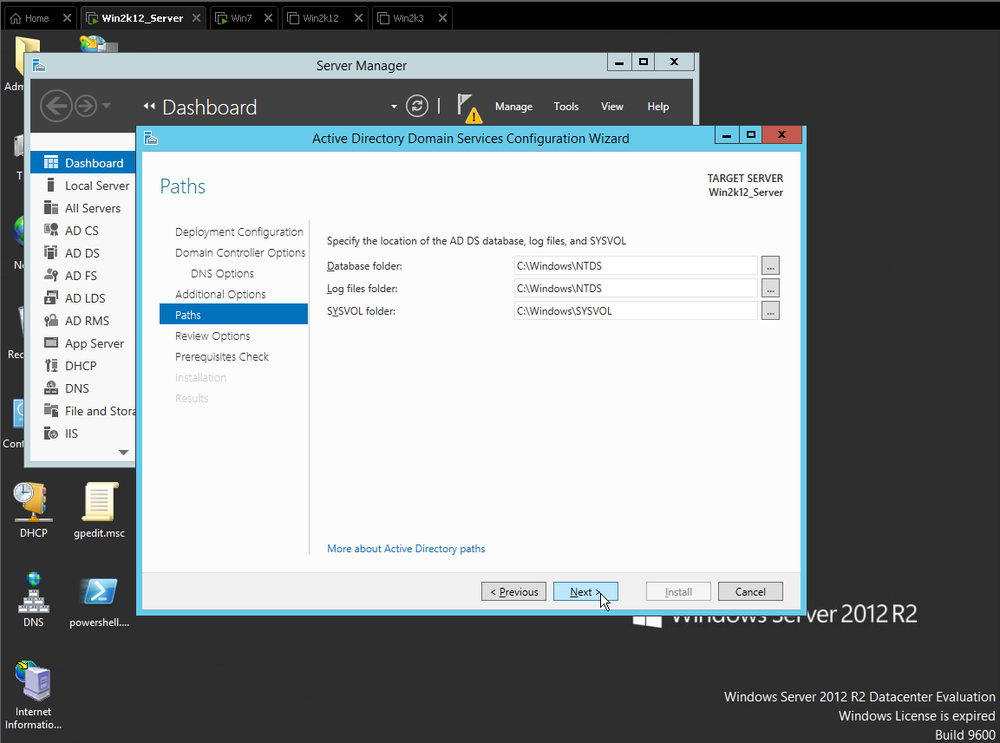 Home
Win2k12_Server
Win7
Win2k12
Win2k3
Server Manager
Dashboard
Manage
Tools
View
Help
Active Directory Domain Services Configuration Wizard
Dashboard
Local Server
All Servers
AD CS
AD DS
AD FS
AD LDS
AD RMS
App Server
DHCP
DNS
File and Stora
IIS
Paths
TARGET SERVER
Win2k12_Server
Deployment Configuration
Domain Controller Options
DNS Options
Additional Options
Paths
Review Options
Prerequisites Check
Installation
Results
Specify the location of the AD DS database, log files, and SYSVOL
Database folder:
C:\Windows\NTDS
...
Log files folder:
C:\Windows\NTDS
...
SYSVOL folder:
C:\Windows\SYSVOL
...
More about Active Directory paths
< Previous
Next >
Install
Cancel
DHCP
gpedit.msc
DNS
powershell....
Internet
Informatio...
Windows Server 2012 R2
Windows Server 2012 R2 Datacenter Evaluation
Windows License is expired
Build 9600